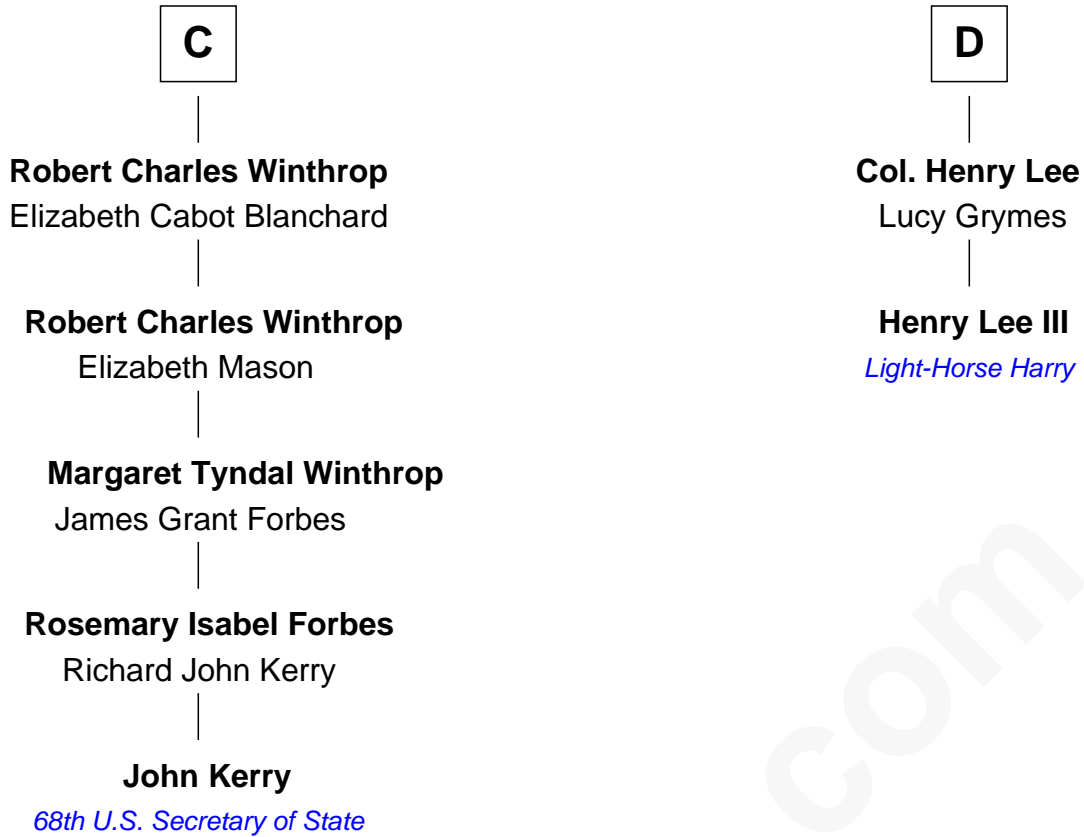 C
Robert Charles Winthrop
Elizabeth Cabot Blanchard
Robert Charles Winthrop
Elizabeth Mason
Margaret Tyndal Winthrop
James Grant Forbes
Rosemary Isabel Forbes
Richard John Kerry
John Kerry
68th U.S. Secretary of State
D
Col. Henry Lee
Lucy Grymes
Henry Lee III
Light-Horse Harry
com